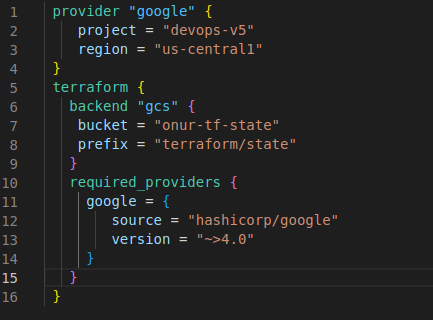 1 provider "google" {
2 project = "devops-v5"
3 region = "us-central1"
4 }
5 terraform {
6 backend "gcs" {
7 bucket = "onur-tf-state"
8 prefix = "terraform/state"
9 }
10 required_providers {
11 google = {
12 source = "hashicorp/google"
13 version = "~>4.0"
14 }
15 }
16 }